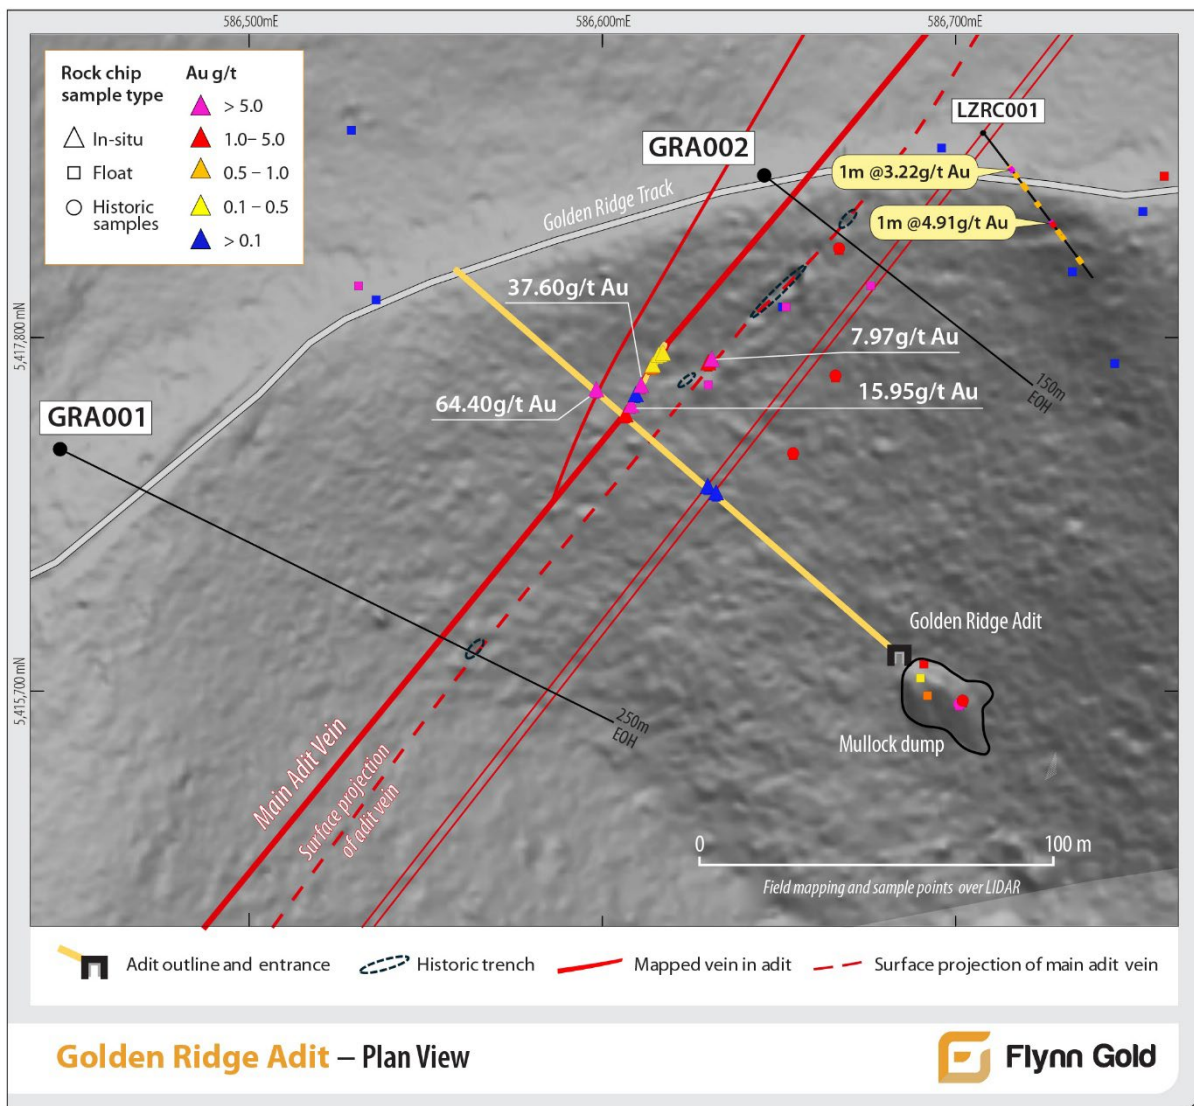 586,500mE
586,600mE
586,700mE
Rock chip
sample type
In-situ
Float
Historic
samples
Au g/t
> 5.0
1.0– 5.0
0.5 – 1.0
0.1 – 0.5
> 0.1
LZRC001
GRA002
1m @3.22g/t Au
Golden Ridge Track
1m @4.91g/t Au
37.60g/t Au
5,417,800 mN
7.97g/t Au
150m
EOH
64.40g/t Au
15.95g/t Au
GRA001
Golden Ridge Adit
5,415,700 mN
250m
EOH
Mullock dump
Main Adit Vein
Surface projection
of adit vein
0
100 m
Field mapping and sample points over LIDAR
Adit outline and entrance
Historic trench
Mapped vein in adit
Surface projection of main adit vein
Golden Ridge Adit – Plan View
Flynn Gold